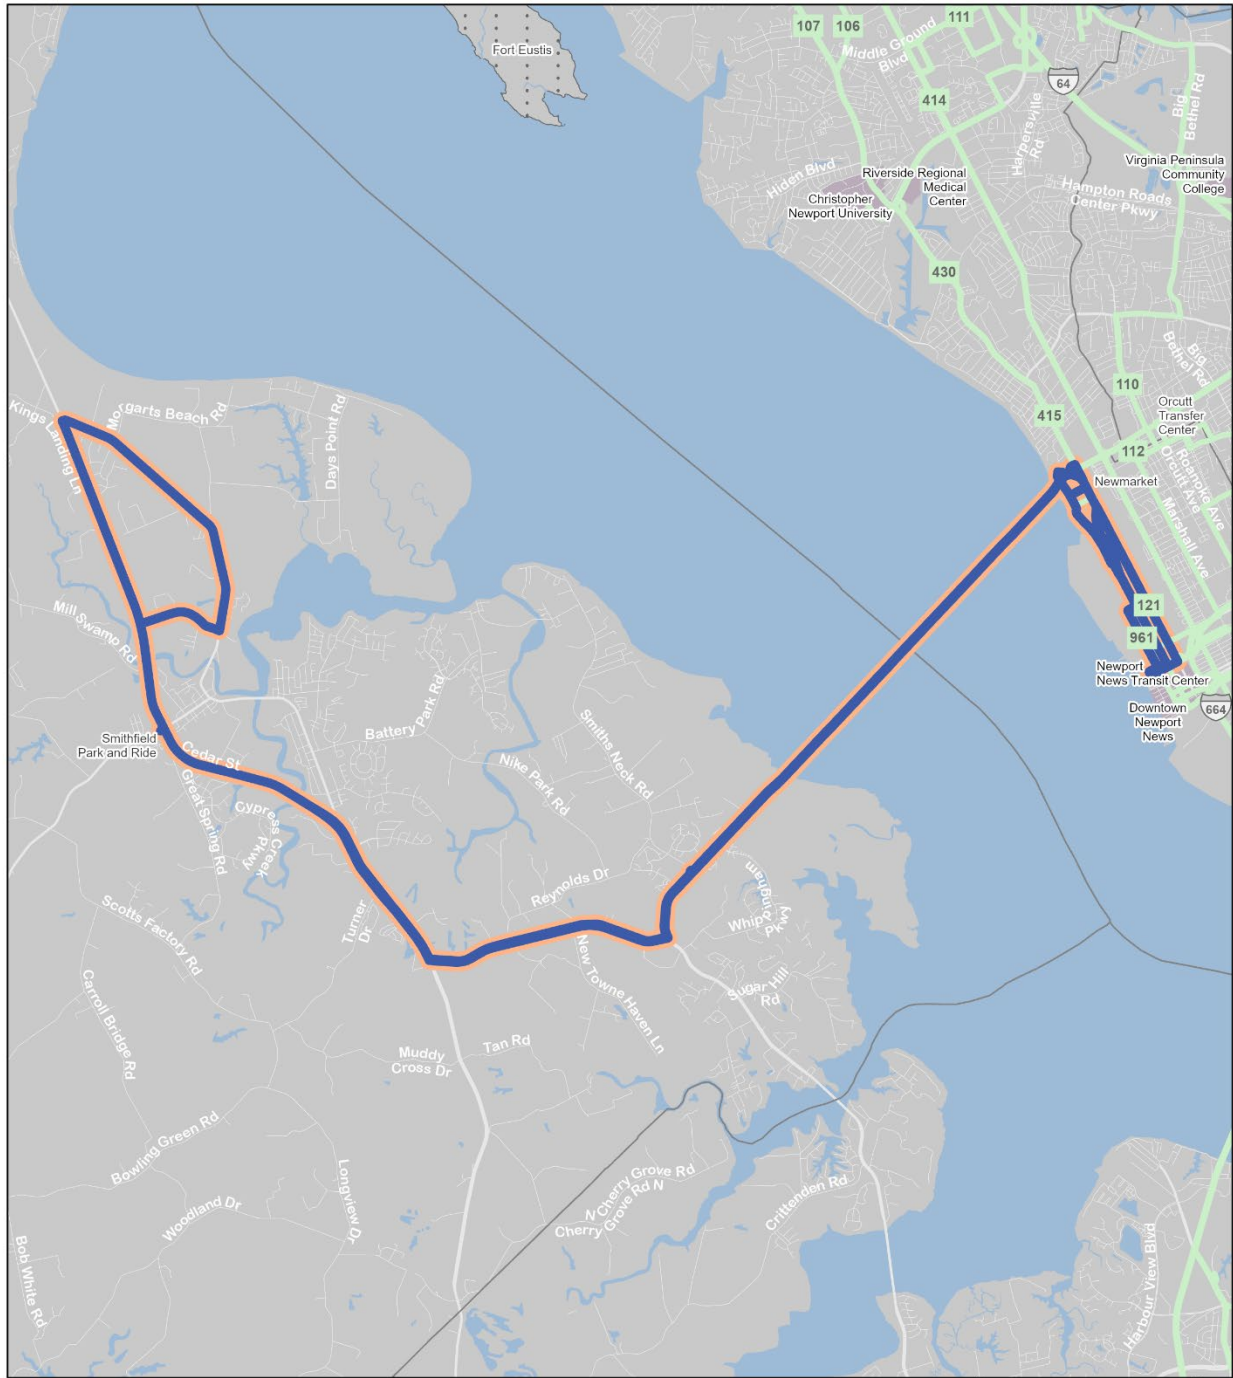 107
106
111
Middle Ground
Blvd
Fort Eustis
64
414
Harpersville
Rd
Big
Bethel Rd
Virginia Peninsula
Community
College
Hiden Blvd
Riverside Regional
Medical
Center
Christopher
Newport University
Hampton Roads
Center Pkwy
430
Big
Bethel Rd
110
Kings Landing Ln
Mogarts Beach Rd
Days Point Rd
415
Orcutt
Transfer
Center
112
Newmarket
Roanoke Ave
Orcutt Ave
Marshall Ave
Mill Swamp Rd
121
961
Newport
News Transit Center
Downtown
Newport
News
664
Smithfield
Park and Ride
Cedar St
Battery Park Rd
Smiths Neck Rd
Nike Park Rd
Great Spring Rd
Cypress Creek
Pkwy
Reynolds Dr
Whippingham
Pkwy
Scotts Factory Rd
Turner
Dr
New Towne Haven Ln
Sugar Hill
Rd
Carroll Bridge Rd
Muddy
Cross Dr
Tan Rd
Bowling Green Rd
Longview Dr
N Cherry Grove Rd
Cherry Grove Rd N
Crittenden Rd
Woodland Dr
Bob White Rd
Harbour View Blvd